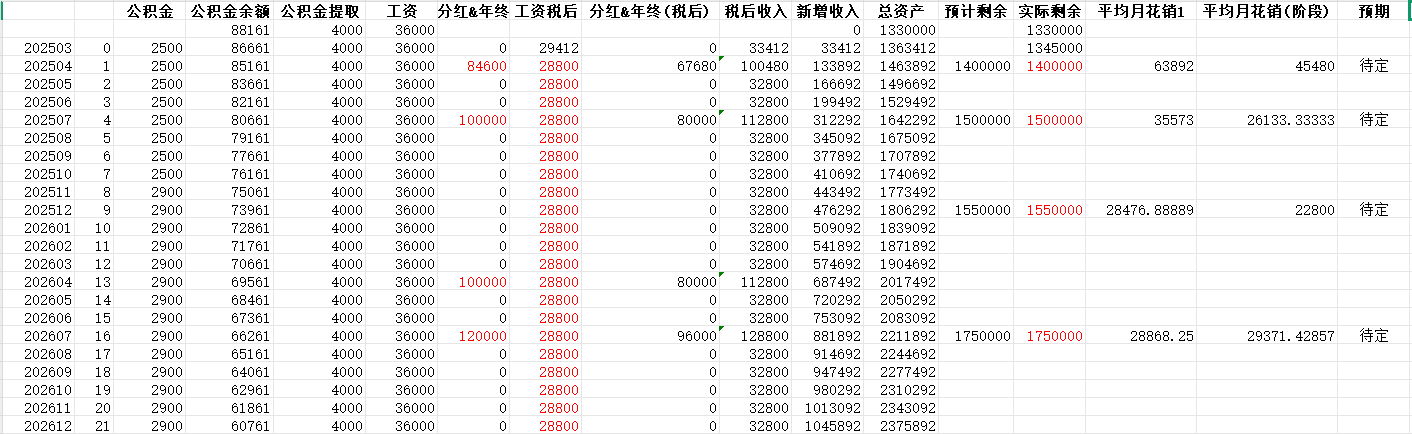 公积金 公积金余额 公积金提取 工资 分红&年终 工资税后 分红&年终(税后) 税后收入 新增收入 总资产 预计剩余 实际剩余 平均月花销1 平均月花销(阶段) 预期
88161 4000 36000 0 1330000 1330000
202503 0 2500 86661 4000 36000 0 29412 0 33412 33412 1363412 1345000
202504 1 2500 85161 4000 36000 84600 28800 67680 100480 133892 1463892 1400000 1400000 63892 45480 待定
202505 2 2500 83661 4000 36000 0 28800 0 32800 166692 1496692
202506 3 2500 82161 4000 36000 0 28800 0 32800 199492 1529492
202507 4 2500 80661 4000 36000 100000 28800 80000 112800 312292 1642292 1500000 1500000 35573 26133.33333 待定
202508 5 2500 79161 4000 36000 0 28800 0 32800 345092 1675092
202509 6 2500 77661 4000 36000 0 28800 0 32800 377892 1707892
202510 7 2500 76161 4000 36000 0 28800 0 32800 410692 1740692
202511 8 2900 75061 4000 36000 0 28800 0 32800 443492 1773492
202512 9 2900 73961 4000 36000 0 28800 0 32800 476292 1806292 1550000 1550000 28476.88889 22800 待定
202601 10 2900 72861 4000 36000 0 28800 0 32800 509092 1839092
202602 11 2900 71761 4000 36000 0 28800 0 32800 541892 1871892
202603 12 2900 70661 4000 36000 0 28800 0 32800 574692 1904692
202604 13 2900 69561 4000 36000 100000 28800 80000 112800 687492 2017492
202605 14 2900 68461 4000 36000 0 28800 0 32800 720292 2050292
202606 15 2900 67361 4000 36000 0 28800 0 32800 753092 2083092
202607 16 2900 66261 4000 36000 120000 28800 96000 128800 881892 2211892 1750000 1750000 28868.25 29371.42857 待定
202608 17 2900 65161 4000 36000 0 28800 0 32800 914692 2244692
202609 18 2900 64061 4000 36000 0 28800 0 32800 947492 2277492
202610 19 2900 62961 4000 36000 0 28800 0 32800 980292 2310292
202611 20 2900 61861 4000 36000 0 28800 0 32800 1013092 2343092
202612 21 2900 60761 4000 36000 0 28800 0 32800 1045892 2375892